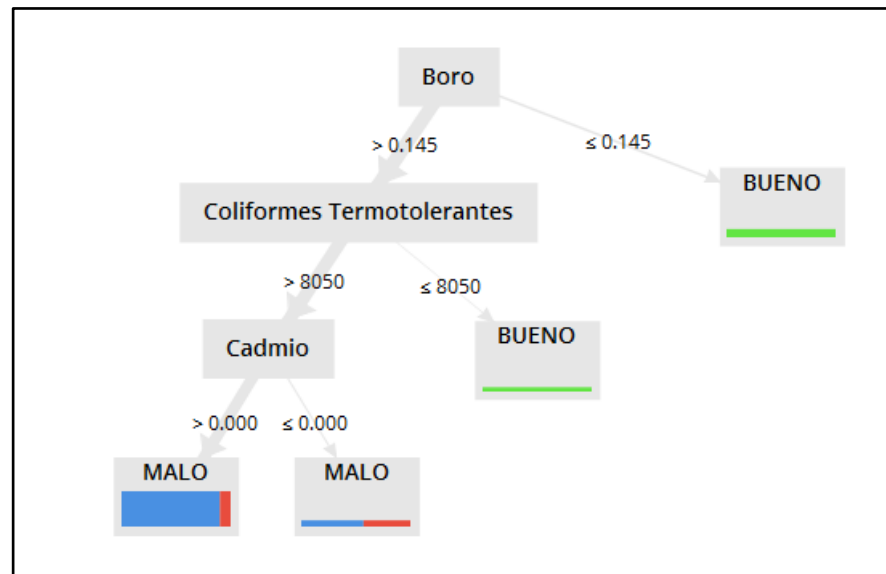 Boro
> 0.145
≤ 0.145
BUENO
Coliformes Termotolerantes
> 8050
≤ 8050
BUENO
Cadmio
> 0.000
≤ 0.000
MALO
MALO